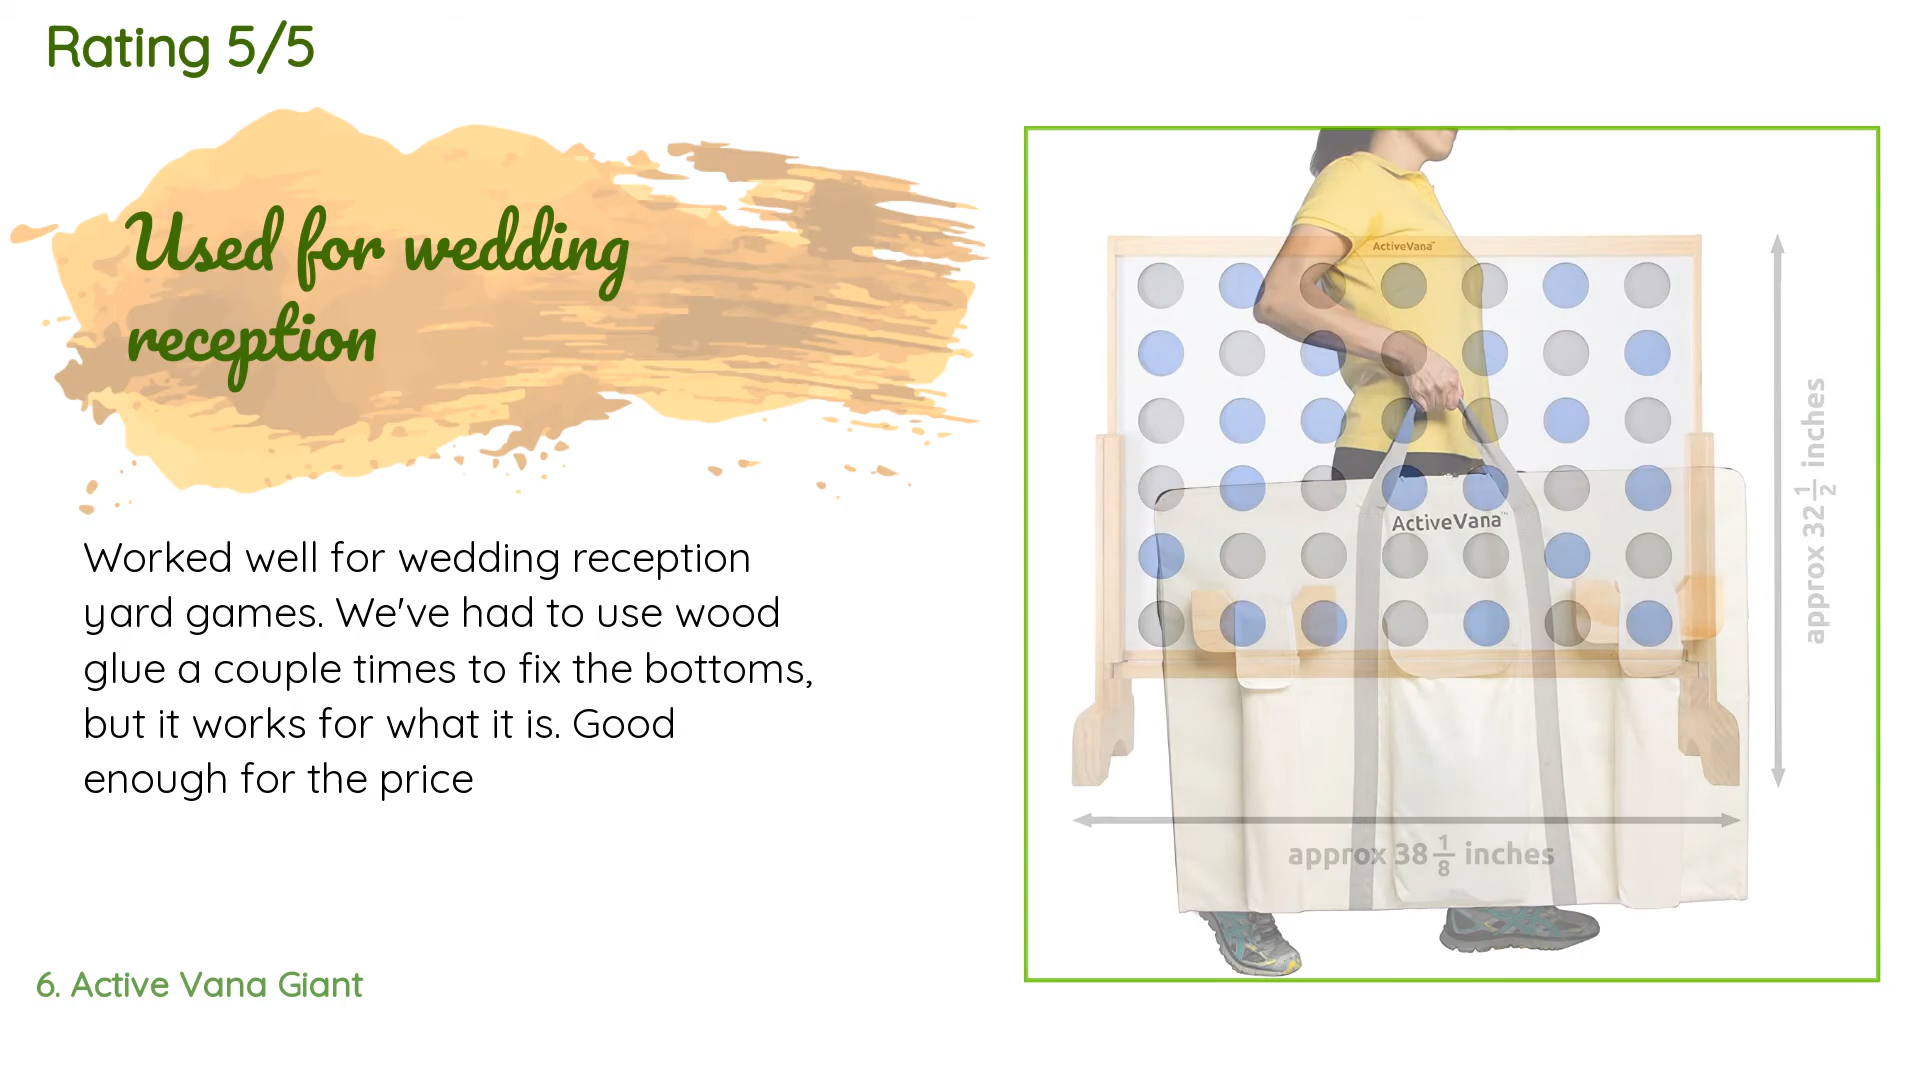 Rating 5/5
Used for wedding
reception
Worked well for wedding reception
yard games. We've had to use wood
glue a couple times to fix the bottoms,
but it works for what it is. Good
enough for the price
6. Active Vana Giant
ActiveVana™
ActiveVana™
approx 32 1/2 inches
approx 38 1/8 inches